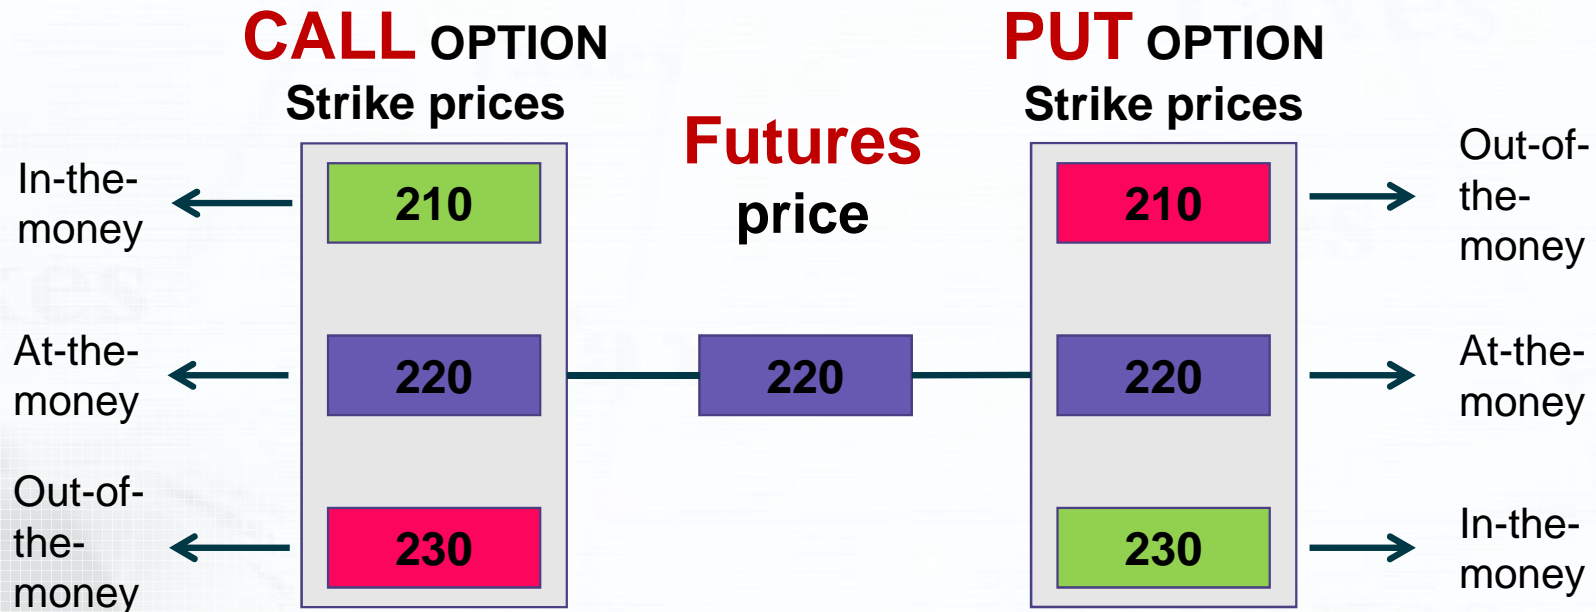 CALL OPTION
Strike prices
In-the-
money
210
At-the-
money
220
Out-of-
the-
money
230
Futures
price
220
PUT OPTION
Strike prices
210
Out-of-
the-
money
220
At-the-
money
230
In-the-
money